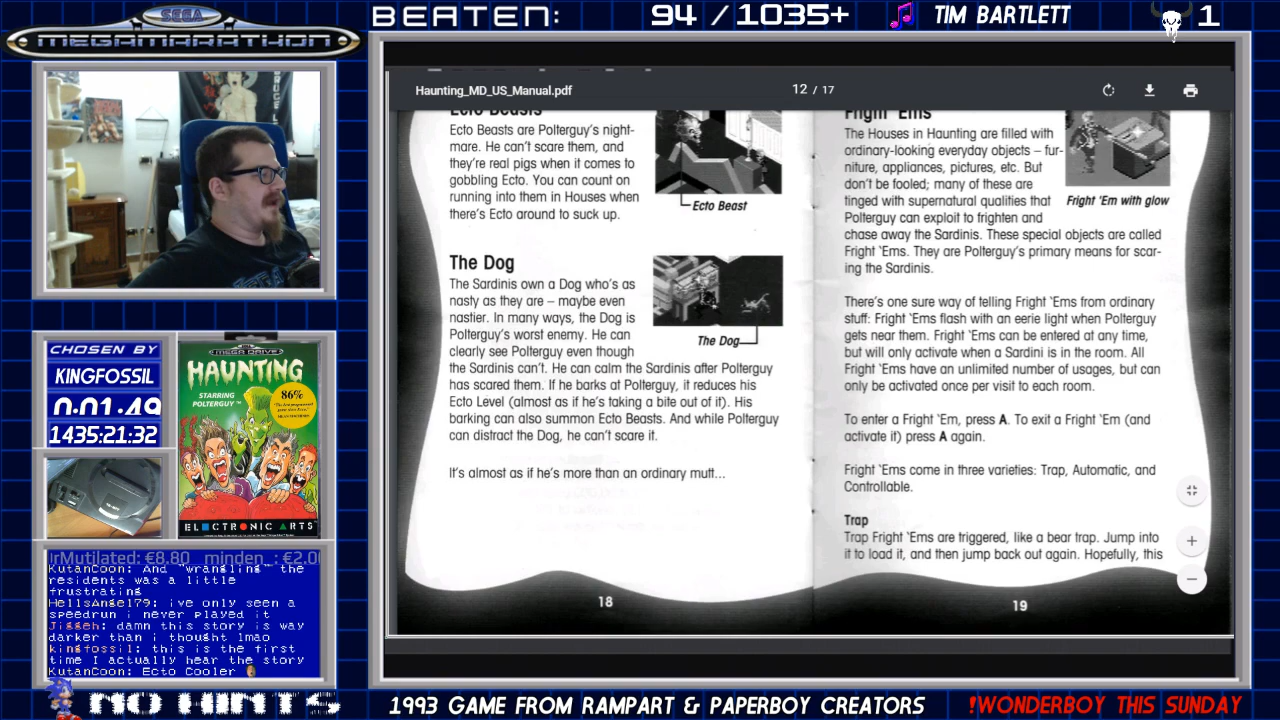 SEGA
MEGAMARATHON
BEATEN:
94 / 1035+
TIM BARTLETT
1
Haunting_MD_US_Manual.pdf
12 / 17
Ecto Beasts
Ecto Beasts are Polterguy's night-
mare. He can't scare them, and
they're real pigs when it comes to
gobbling Ecto. You can count on
running into them in Houses when
there's Ecto around to suck up.
Ecto Beast
The Dog
The Sardinis own a Dog who's as
nasty as they are – maybe even
nastier. In many ways, the Dog is
Polterguy's worst enemy. He can
clearly see Polterguy even though
the Sardinis can't. He can calm the Sardinis after Polterguy
has scared them. If he barks at Polterguy, it reduces his
Ecto Level (almost as if he's taking a bite out of it). His
barking can also summon Ecto Beasts. And while Polterguy
can distract the Dog, he can't scare it.
The Dog
It's almost as if he's more than an ordinary mutt...
18
Fright 'Ems
The Houses in Haunting are filled with
ordinary-looking everyday objects – fur-
niture, appliances, pictures, etc. But
don't be fooled; many of these are
tinged with supernatural qualities that
Polterguy can exploit to frighten and
chase away the Sardinis. These special objects are called
Fright 'Ems. They are Polterguy's primary means for scar-
ing the Sardinis.
Fright 'Em with glow
There's one sure way of telling Fright 'Ems from ordinary
stuff: Fright 'Ems flash with an eerie light when Polterguy
gets near them. Fright 'Ems can be entered at any time,
but will only activate when a Sardini is in the room. All
Fright 'Ems have an unlimited number of usages, but can
only be activated once per visit to each room.
To enter a Fright 'Em, press A. To exit a Fright 'Em (and
activate it) press A again.
Fright 'Ems come in three varieties: Trap, Automatic, and
Controllable.
Trap
Trap Fright 'Ems are triggered, like a bear trap. Jump into
it to load it, and then jump back out again. Hopefully, this
19
CHOSEN BY
KINGFOSSIL
0:01:49
1435:21:32
MEGA DRIVE
HAUNTING
STARRING
POLTERGUY™
86%
ELECTRONIC ARTS
rMutilated: €8.80 minden_: €2.0
KutanCoon: And "wrangling" the
residents was a little
frustrating
HellsAngel79: ive only seen a
speedrun i never played it
Jiggeh: damn this story is way
darker than i thought lmao
kingfossil: this is the first
time I actually hear the story
KutanCoon: Ecto Cooler
NO HINTS
1993 GAME FROM RAMPART & PAPERBOY CREATORS
!WONDERBOY THIS SUNDAY